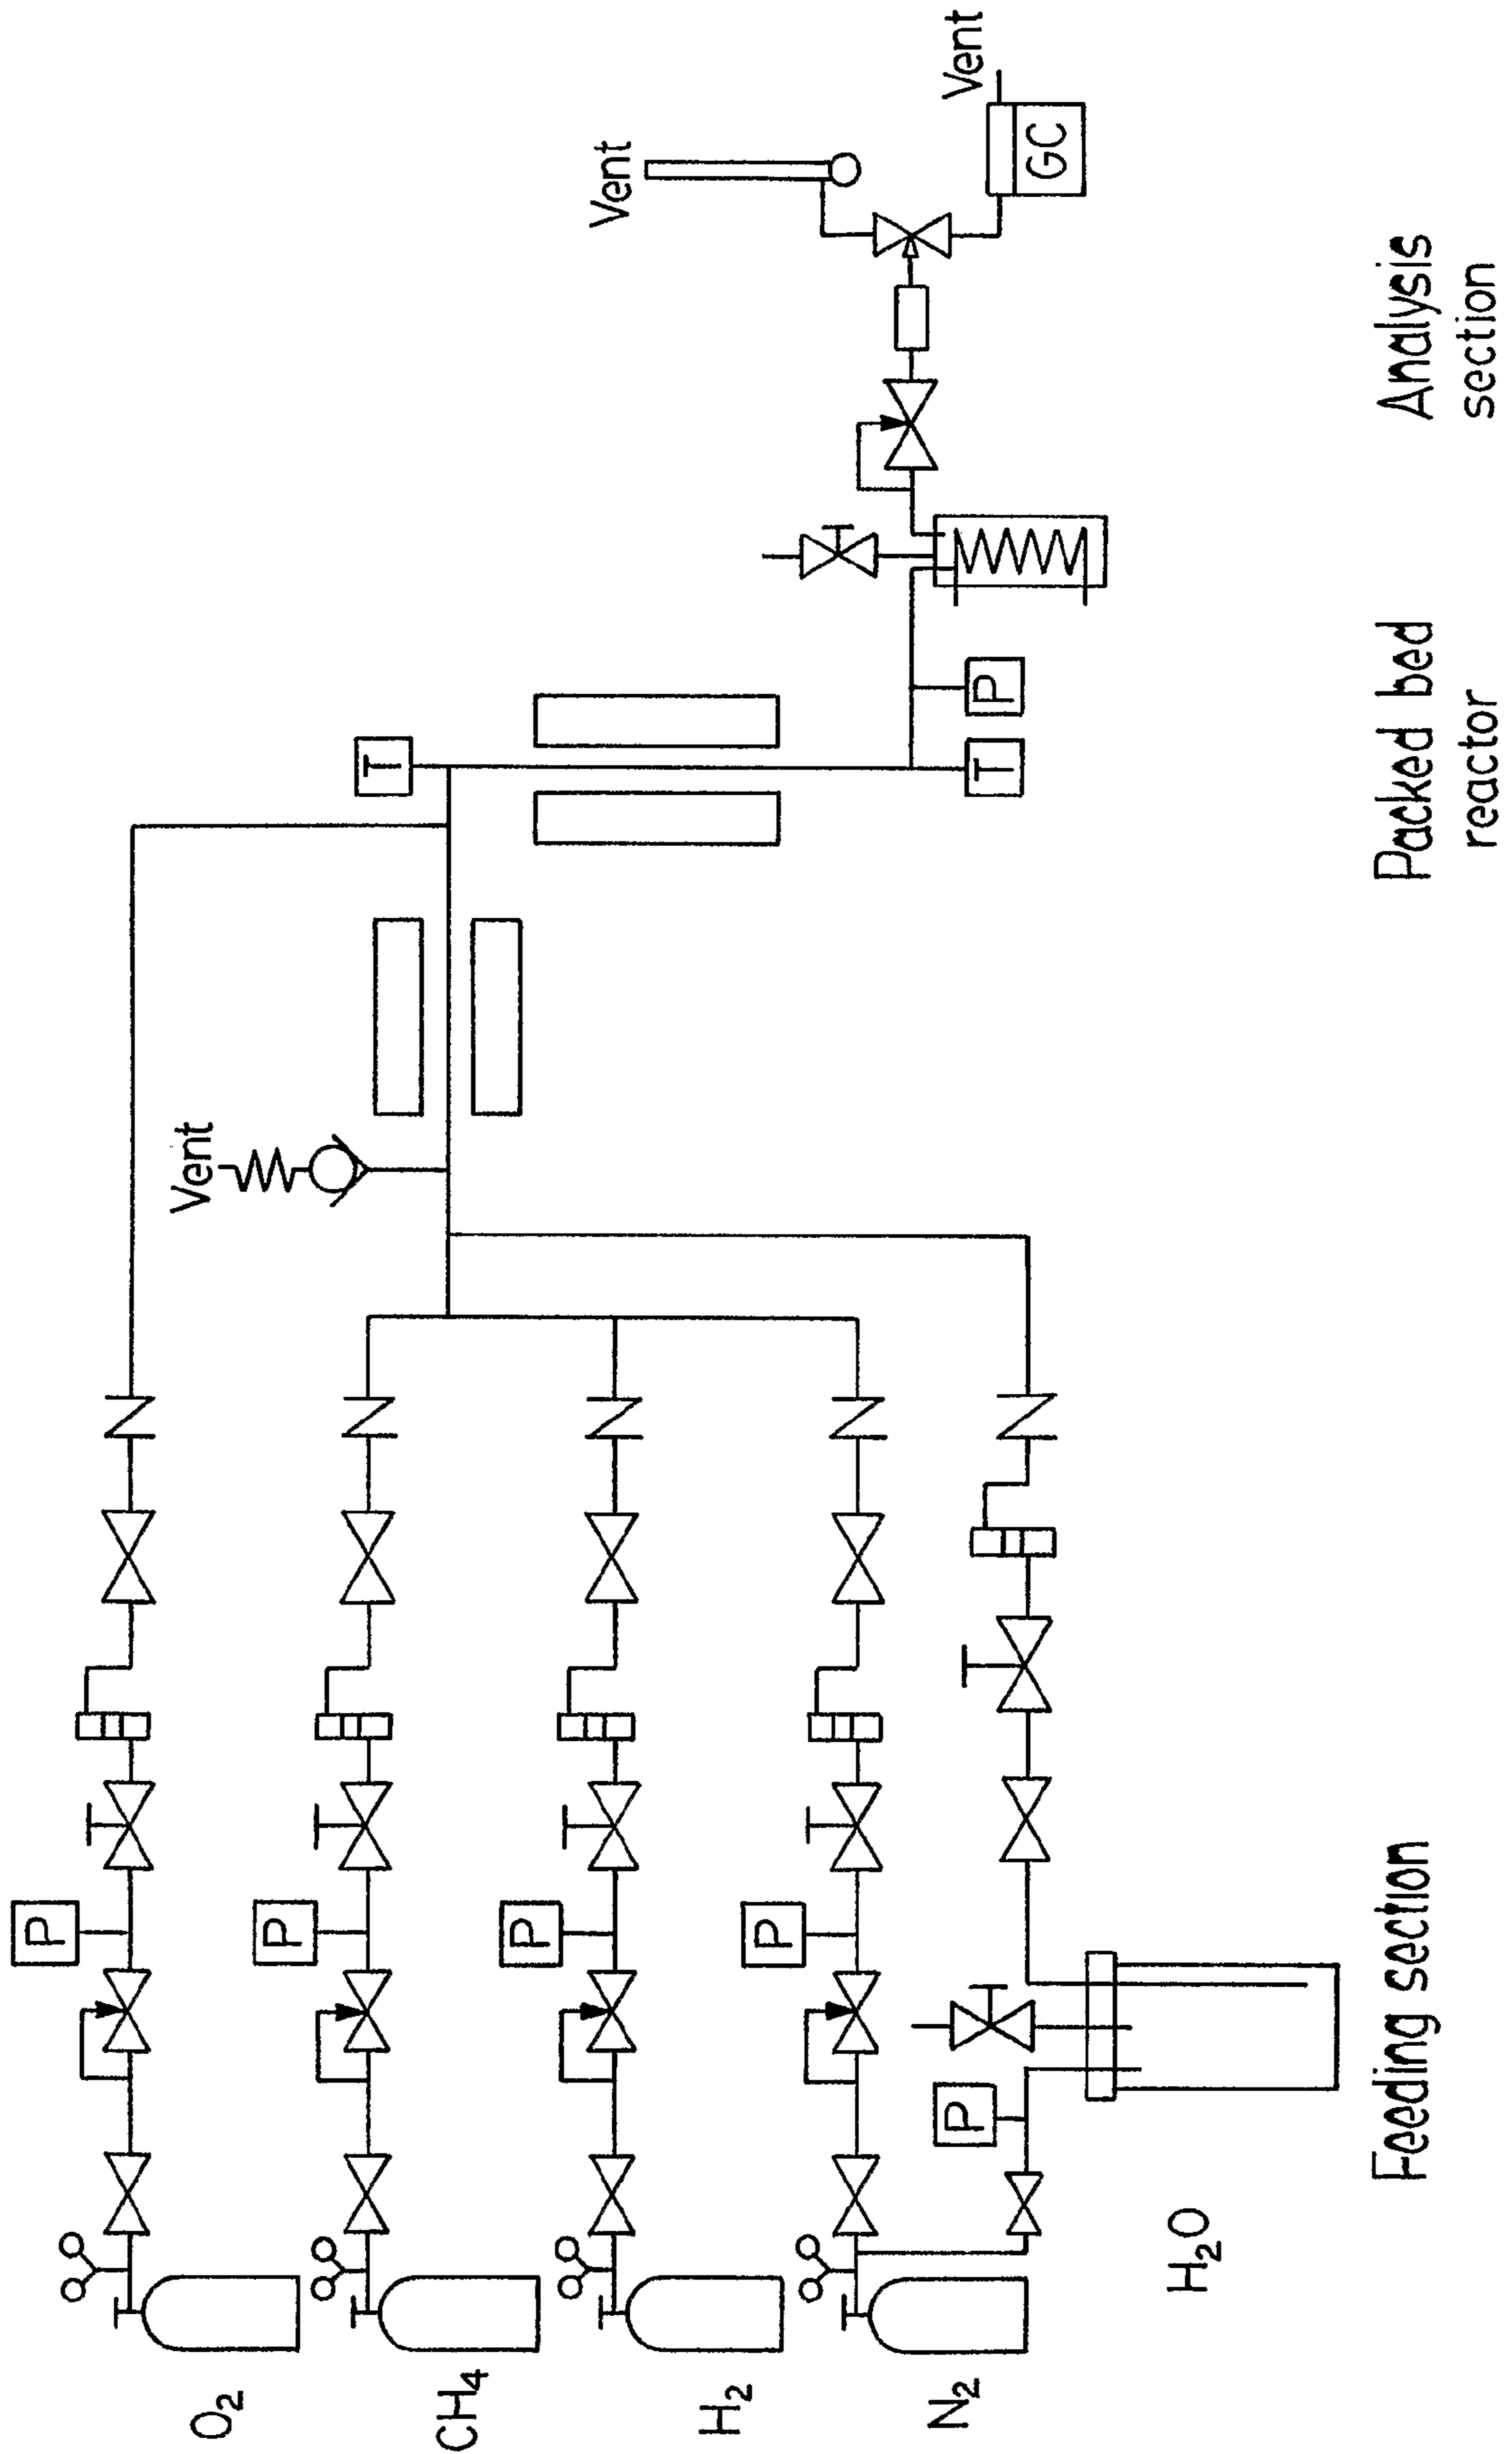 O₂
P
CH₄
P
H₂
P
N₂
P
P
H₂O
Vent
T
T
P
Vent
Vent
GC
Feeding section
Packed bed
reactor
Analysis
section